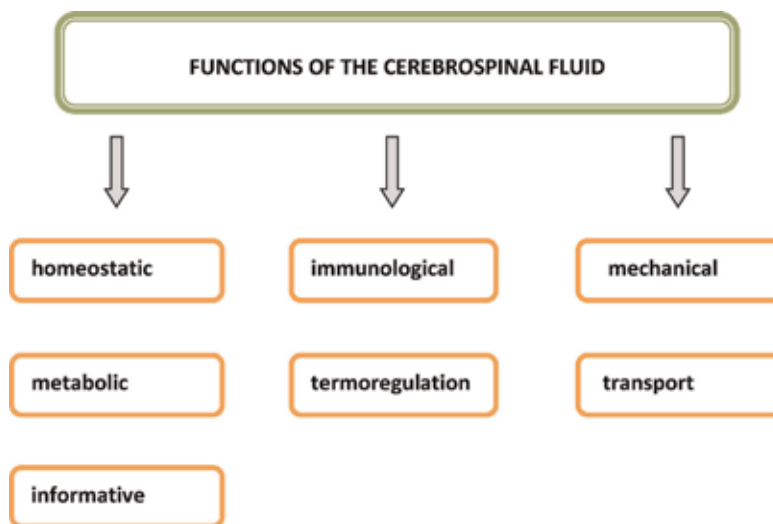 FUNCTIONS OF THE CEREBROSPINAL FLUID
homeostatic
immunological
mechanical
metabolic
termoregulation
transport
informative